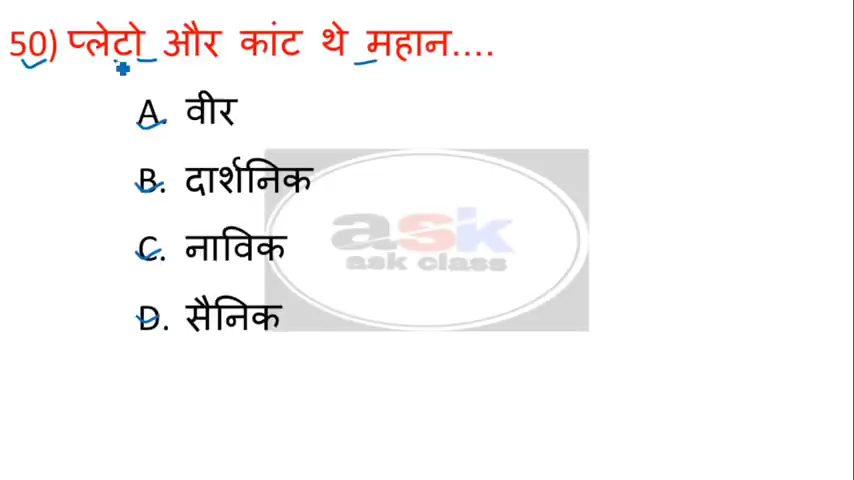 50) प्लेटो और कांट थे महान....
A. वीर
B. दार्शनिक
C. नाविक
D. सैनिक
ask
ask class